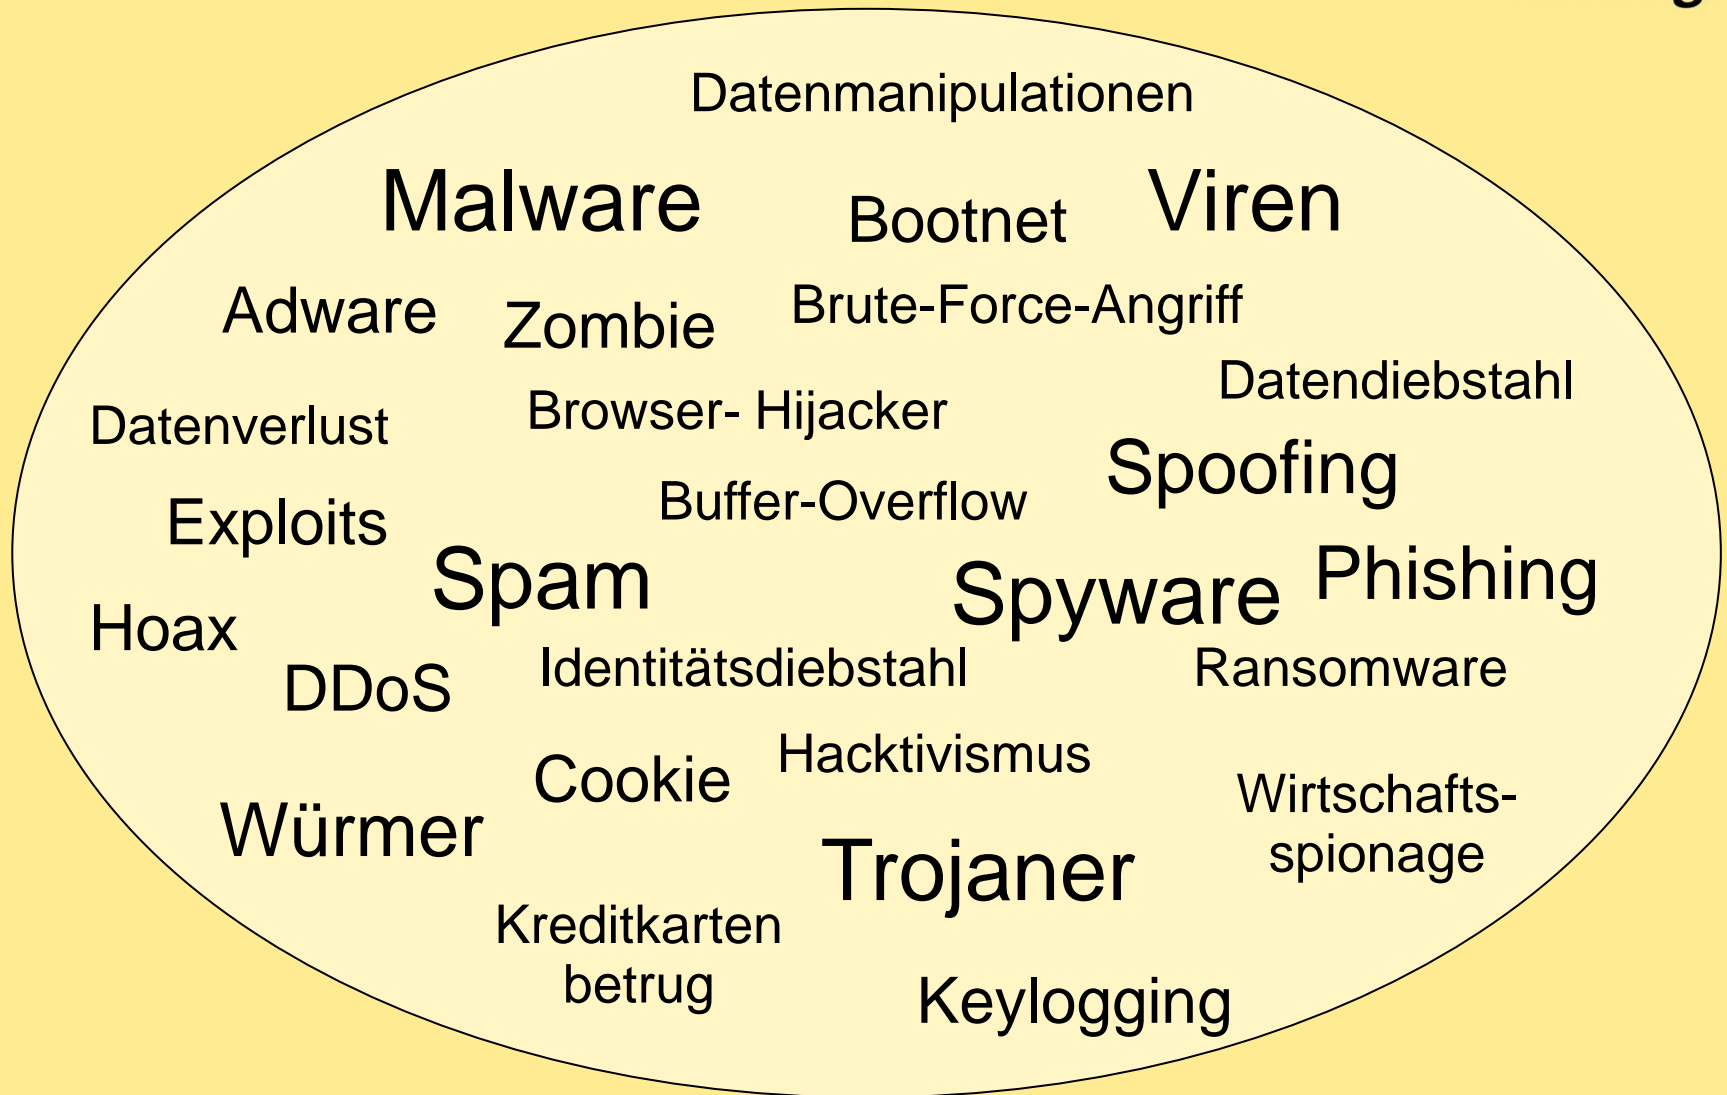 Datenmanipulationen
Malware
Bootnet
Viren
Adware
Zombie
Brute-Force-Angriff
Datendiebstahl
Datenverlust
Browser- Hijacker
Spoofing
Exploits
Buffer-Overflow
Spam
Spyware
Phishing
Hoax
DDoS
Identitätsdiebstahl
Ransomware
Cookie
Hacktivismus
Wirtschafts-
spionage
Würmer
Trojaner
Kreditkarten
betrug
Keylogging